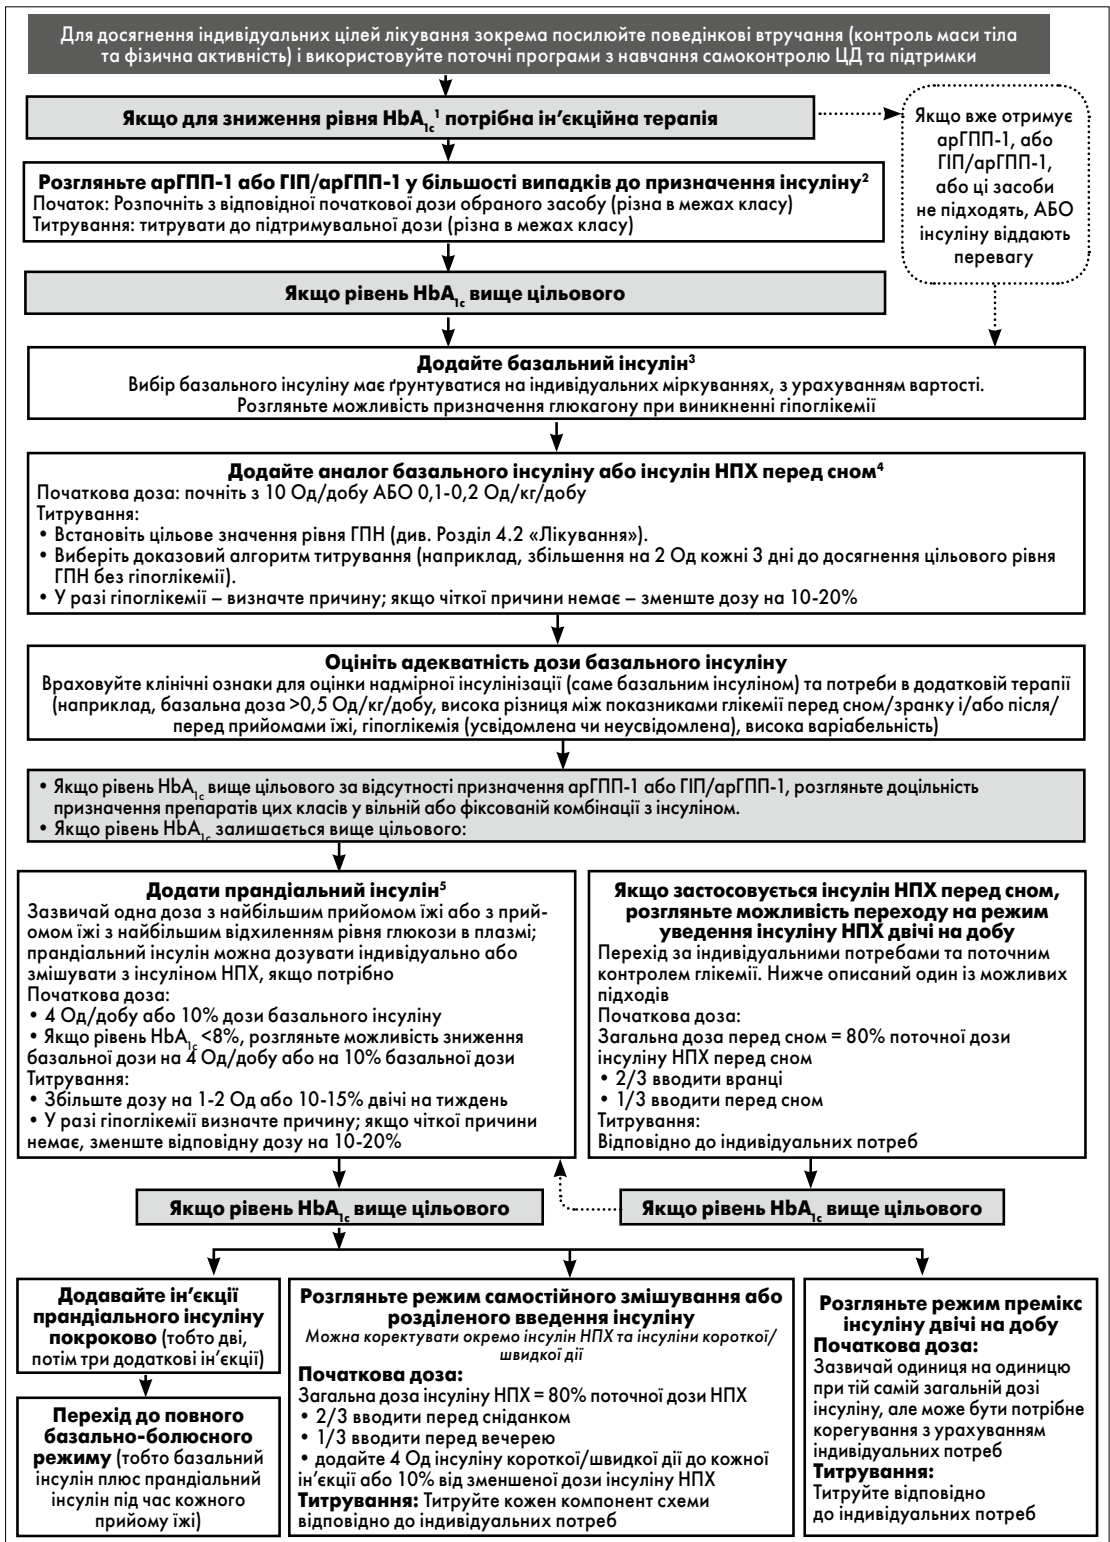 Для досягнення індивідуальних цілей лікування зокрема посилюйте поведінкові втручання (контроль маси тіла
та фізична активність) і використовуйте поточні програми з навчання самоконтролю ЦД та підтримки
Якщо для зниження рівня HbA1c¹ потрібна ін’єкційна терапія
Якщо вже отримує
арГПП-1, або
ГІП/арГПП-1,
або ці засоби
не підходять, АБО
інсуліну віддають
перевагу
Розгляньте арГПП-1 або ГІП/арГПП-1 у більшості випадків до призначення інсуліну²
Початок: Розпочніть з відповідної початкової дози обраного засобу (різна в межах класу)
Титрування: титрувати до підтримувальної дози (різна в межах класу)
Якщо рівень HbA1c вище цільового
Додайте базальний інсулін³
Вибір базального інсуліну має ґрунтуватися на індивідуальних міркуваннях, з урахуванням вартості.
Розгляньте можливість призначення глюкагону при виникненні гіпоглікемії
Додайте аналог базального інсуліну або інсулін НПХ перед сном⁴
Початкова доза: почніть з 10 Од/добу АБО 0,1-0,2 Од/кг/добу
Титрування:
• Встановіть цільове значення рівня ГПН (див. Розділ 4.2 «Лікування»).
• Виберіть доказовий алгоритм титрування (наприклад, збільшення на 2 Од кожні 3 дні до досягнення цільового рівня
ГПН без гіпоглікемії).
• У разі гіпоглікемії – визначте причину; якщо чіткої причини немає – зменште дозу на 10-20%
Оцініть адекватність дози базального інсуліну
Враховуйте клінічні ознаки для оцінки надмірної інсулінізації (саме базальним інсуліном) та потреби в додатковій терапії
(наприклад, базальна доза >0,5 Од/кг/добу, висока різниця між показниками глікемії перед сном/зранку і/або після/
перед прийомами їжі, гіпоглікемія (усвідомлена чи неусвідомлена), висока варіабельність)
• Якщо рівень HbA1c вище цільового за відсутності призначення арГПП-1 або ГІП/арГПП-1, розгляньте доцільність
призначення препаратів цих класів у вільній або фіксованій комбінації з інсуліном.
• Якщо рівень HbA1c залишається вище цільового:
Додати прандіальний інсулін⁵
Зазвичай одна доза з найбільшим прийомом їжі або з прий-
омом їжі з найбільшим відхиленням рівня глюкози в плазмі;
прандіальний інсулін можна дозувати індивідуально або
змішувати з інсуліном НПХ, якщо потрібно
Початкова доза:
• 4 Од/добу або 10% дози базального інсуліну
• Якщо рівень HbA1c <8%, розгляньте можливість зниження
базальної дози на 4 Од/добу або на 10% базальної дози
Титрування:
• Збільште дозу на 1-2 Од або 10-15% двічі на тиждень
• У разі гіпоглікемії визначте причину; якщо чіткої причини
немає, зменште відповідну дозу на 10-20%
Якщо застосовується інсулін НПХ перед сном,
розгляньте можливість переходу на режим
уведення інсуліну НПХ двічі на добу
Перехід за індивідуальними потребами та поточним
контролем глікемії. Нижче описаний один із можливих
підходів
Початкова доза:
Загальна доза перед сном = 80% поточної дози
інсуліну НПХ перед сном
• 2/3 вводити вранці
• 1/3 вводити перед сном
Титрування:
Відповідно до індивідуальних потреб
Якщо рівень HbA1c вище цільового
Якщо рівень HbA1c вище цільового
Додавайте ін’єкції
прандіального інсуліну
покроково (тобто дві,
потім три додаткові ін’єкції)
Перехід до повного
базально-болюсного
режиму (тобто базальний
інсулін плюс прандіальний
інсулін під час кожного
прийому їжі)
Розгляньте режим самостійного змішування або
розділеного введення інсуліну
Можна коректувати окремо інсулін НПХ та інсуліни короткої/
швидкої дії
Початкова доза:
Загальна доза інсуліну НПХ = 80% поточної дози НПХ
• 2/3 вводити перед сніданком
• 1/3 вводити перед вечерею
• додайте 4 Од інсуліну короткої/швидкої дії до кожної
ін’єкції або 10% від зменшеної дози інсуліну НПХ
Титрування: Титруйте кожен компонент схеми
відповідно до індивідуальних потреб
Розгляньте режим премікс
інсуліну двічі на добу
Початкова доза:
Зазвичай одиниця на одиницю
при тій самій загальній дозі
інсуліну, але може бути потрібне
корегування з урахуванням
індивідуальних потреб
Титрування:
Титруйте відповідно
до індивідуальних потреб